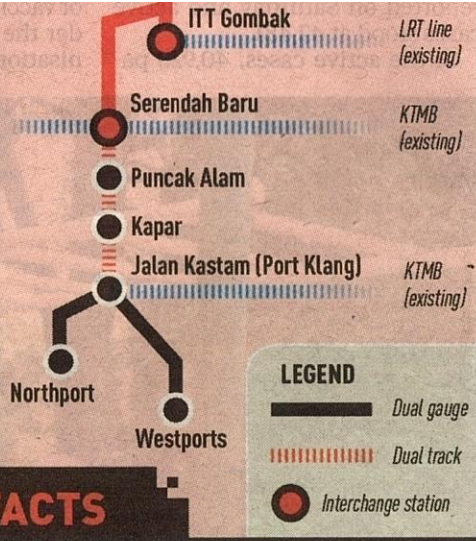 ITT Gombak
LRT line
(existing)
Serendah Baru
KTMB
(existing)
Puncak Alam
Kapar
Jalan Kastam (Port Klang)
KTMB
(existing)
Northport
Westports
LEGEND
Dual gauge
Dual track
Interchange station
ACTS